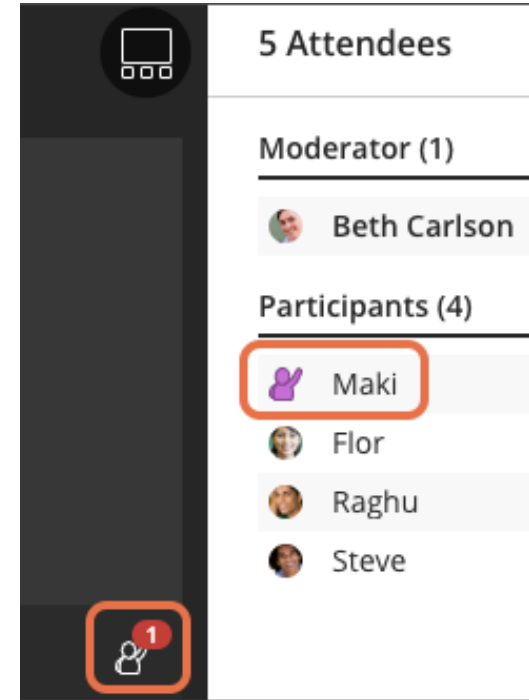 5 Attendees
Moderator (1)
Beth Carlson
Participants (4)
Maki
Flor
Raghu
Steve
1